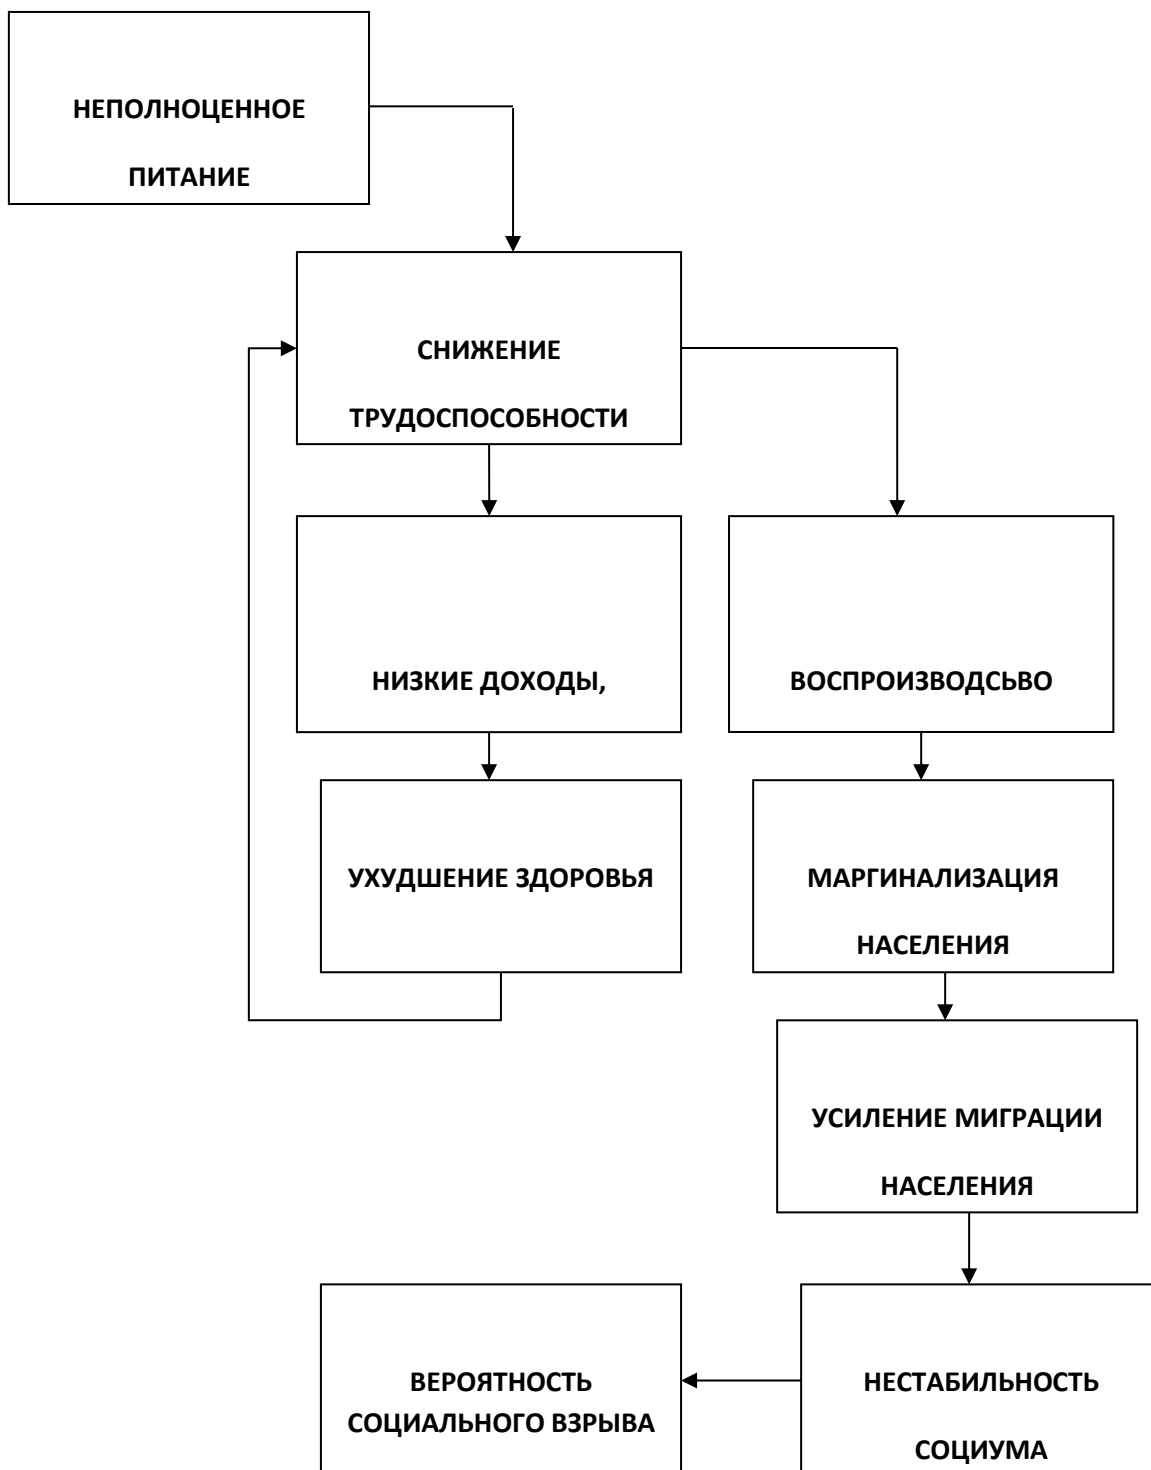 НЕПОЛНОЦЕННОЕ
ПИТАНИЕ
СНИЖЕНИЕ
ТРУДОСПОСОБНОСТИ
НИЗКИЕ ДОХОДЫ,
ВОСПРОИЗВОДСЬВО
УХУДШЕНИЕ ЗДОРОВЬЯ
МАРГИНАЛИЗАЦИЯ
НАСЕЛЕНИЯ
УСИЛЕНИЕ МИГРАЦИИ
НАСЕЛЕНИЯ
ВЕРОЯТНОСТЬ
СОЦИАЛЬНОГО ВЗРЫВА
НЕСТАБИЛЬНОСТЬ
СОЦИУМА